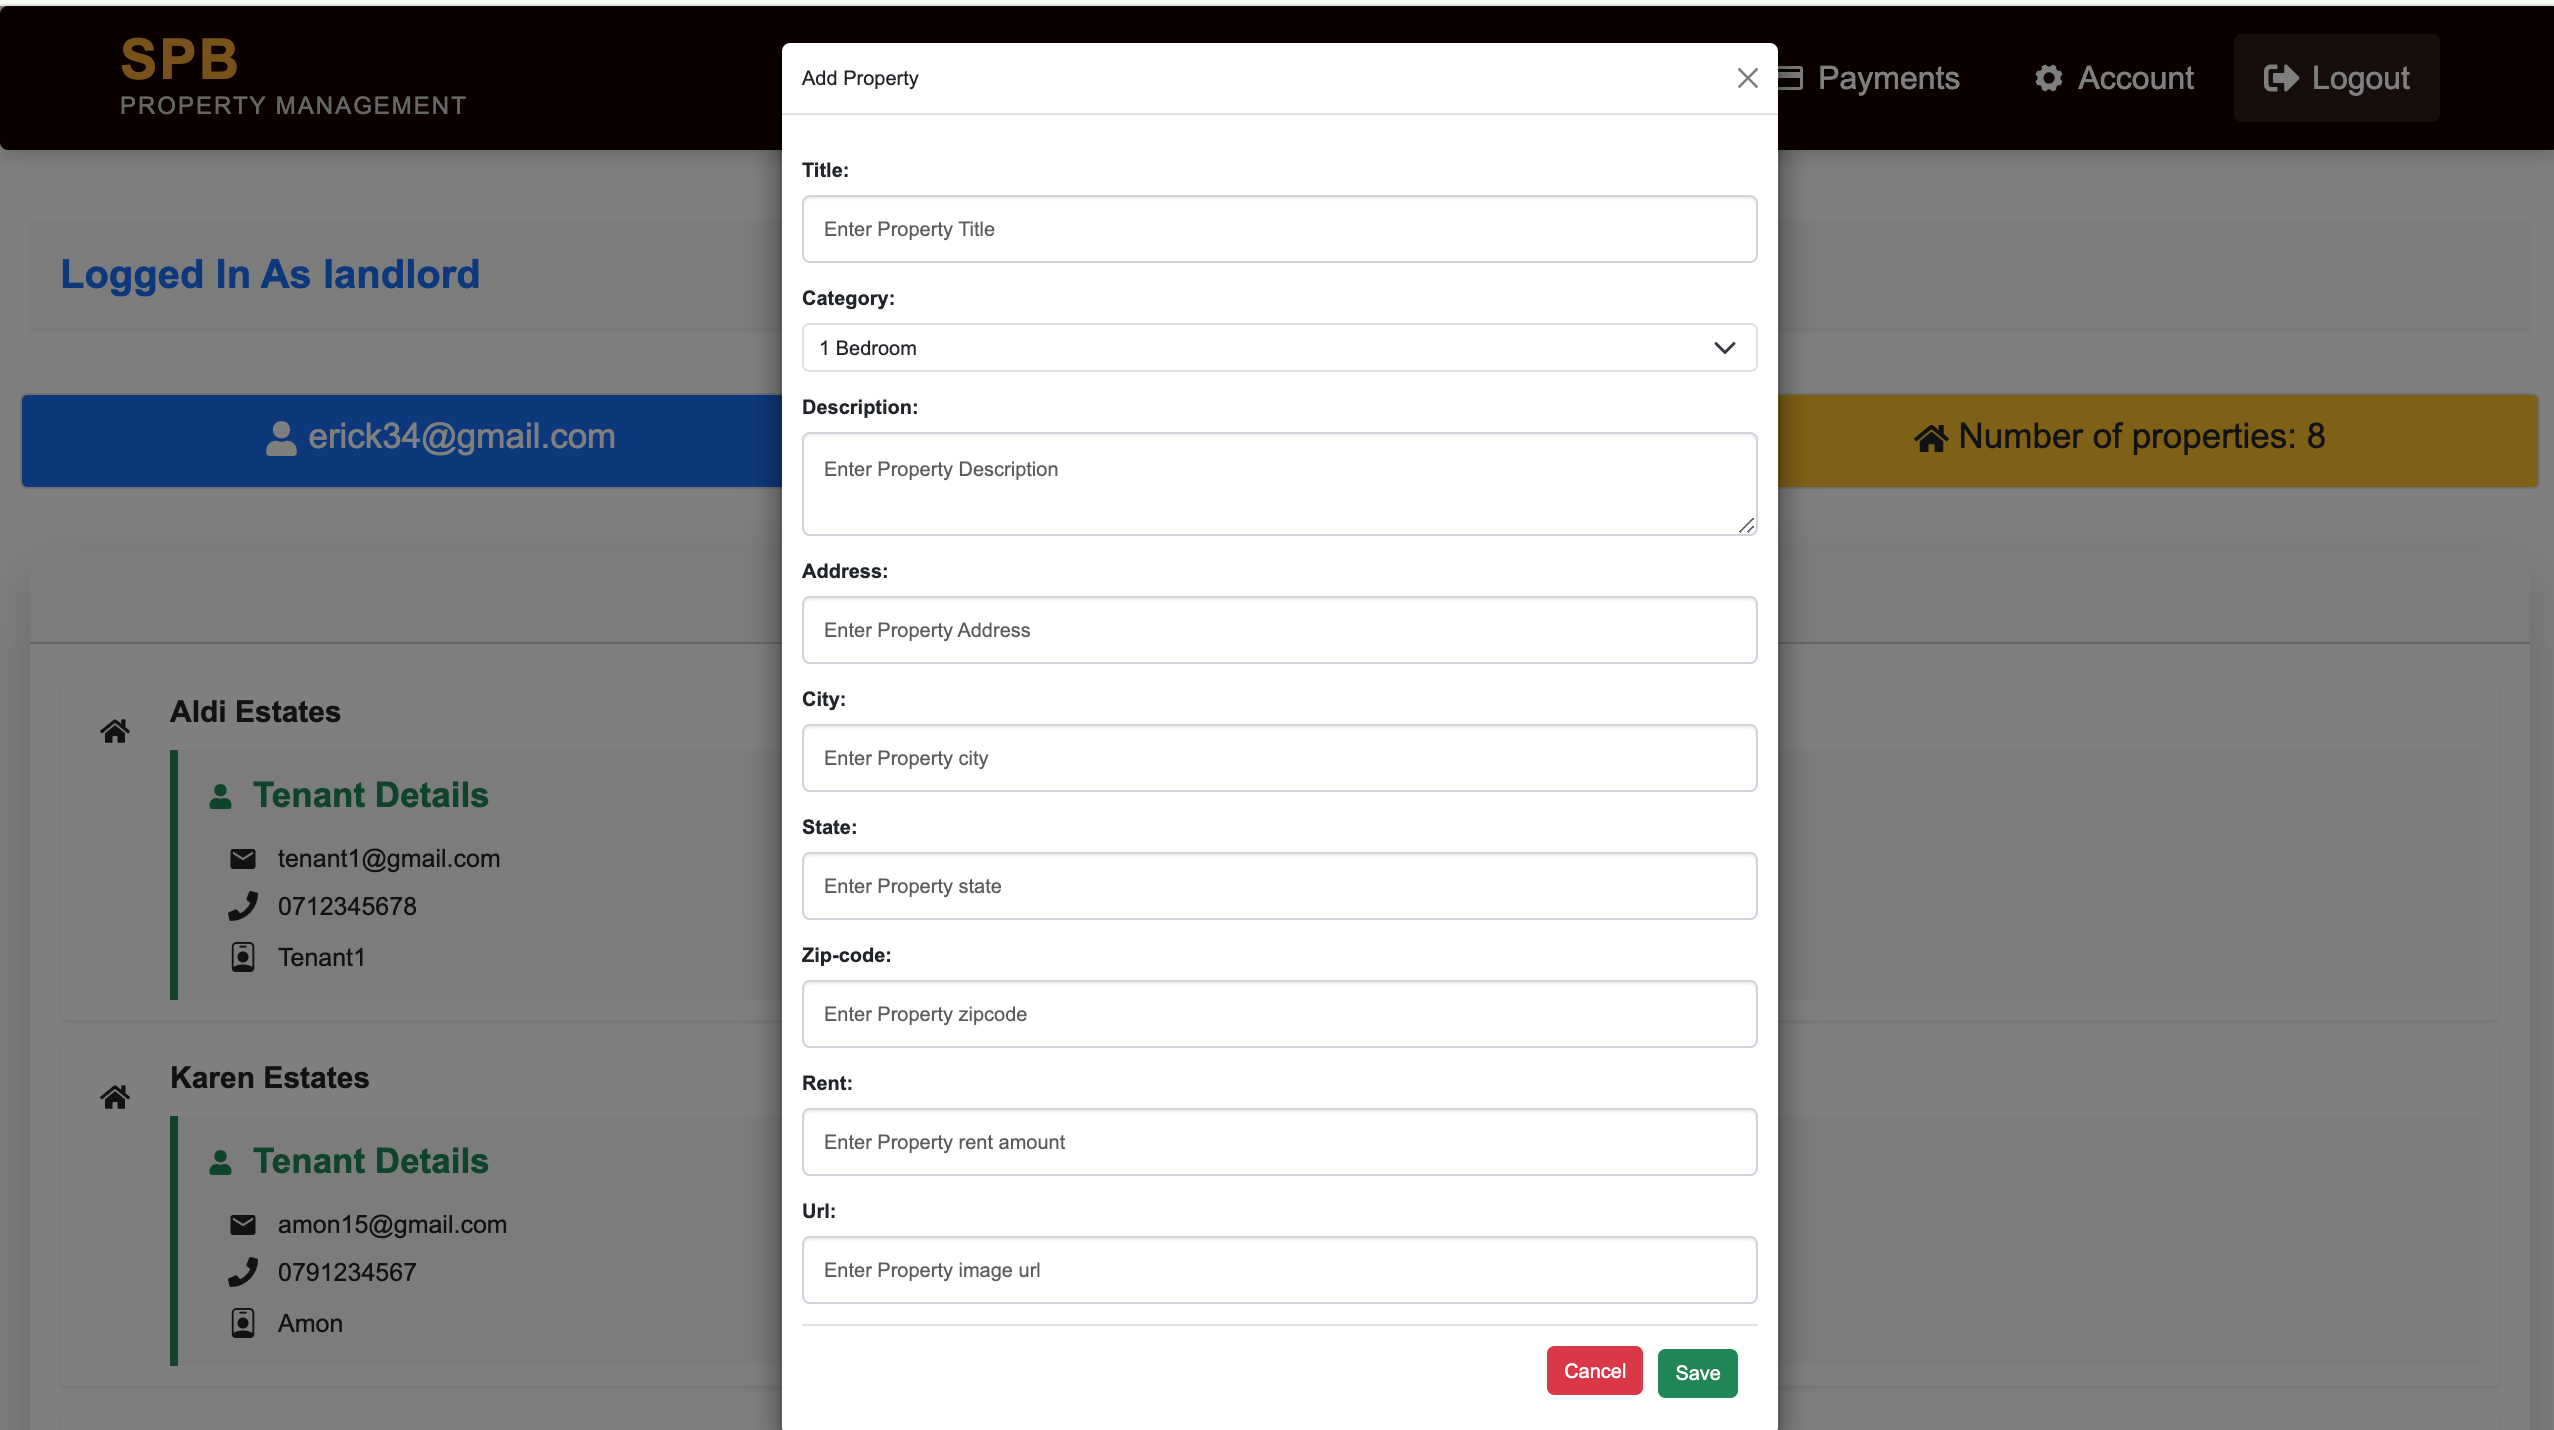 SPB
PROPERTY MANAGEMENT
Payments
Account
Logout
Logged In As landlord
erick34@gmail.com
Number of properties: 8
Aldi Estates
Tenant Details
tenant1@gmail.com
0712345678
Tenant1
Karen Estates
Tenant Details
amon15@gmail.com
0791234567
Amon
Add Property
Title:
Enter Property Title
Category:
1 Bedroom
Description:
Enter Property Description
Address:
Enter Property Address
City:
Enter Property city
State:
Enter Property state
Zip-code:
Enter Property zipcode
Rent:
Enter Property rent amount
Url:
Enter Property image url
Cancel
Save